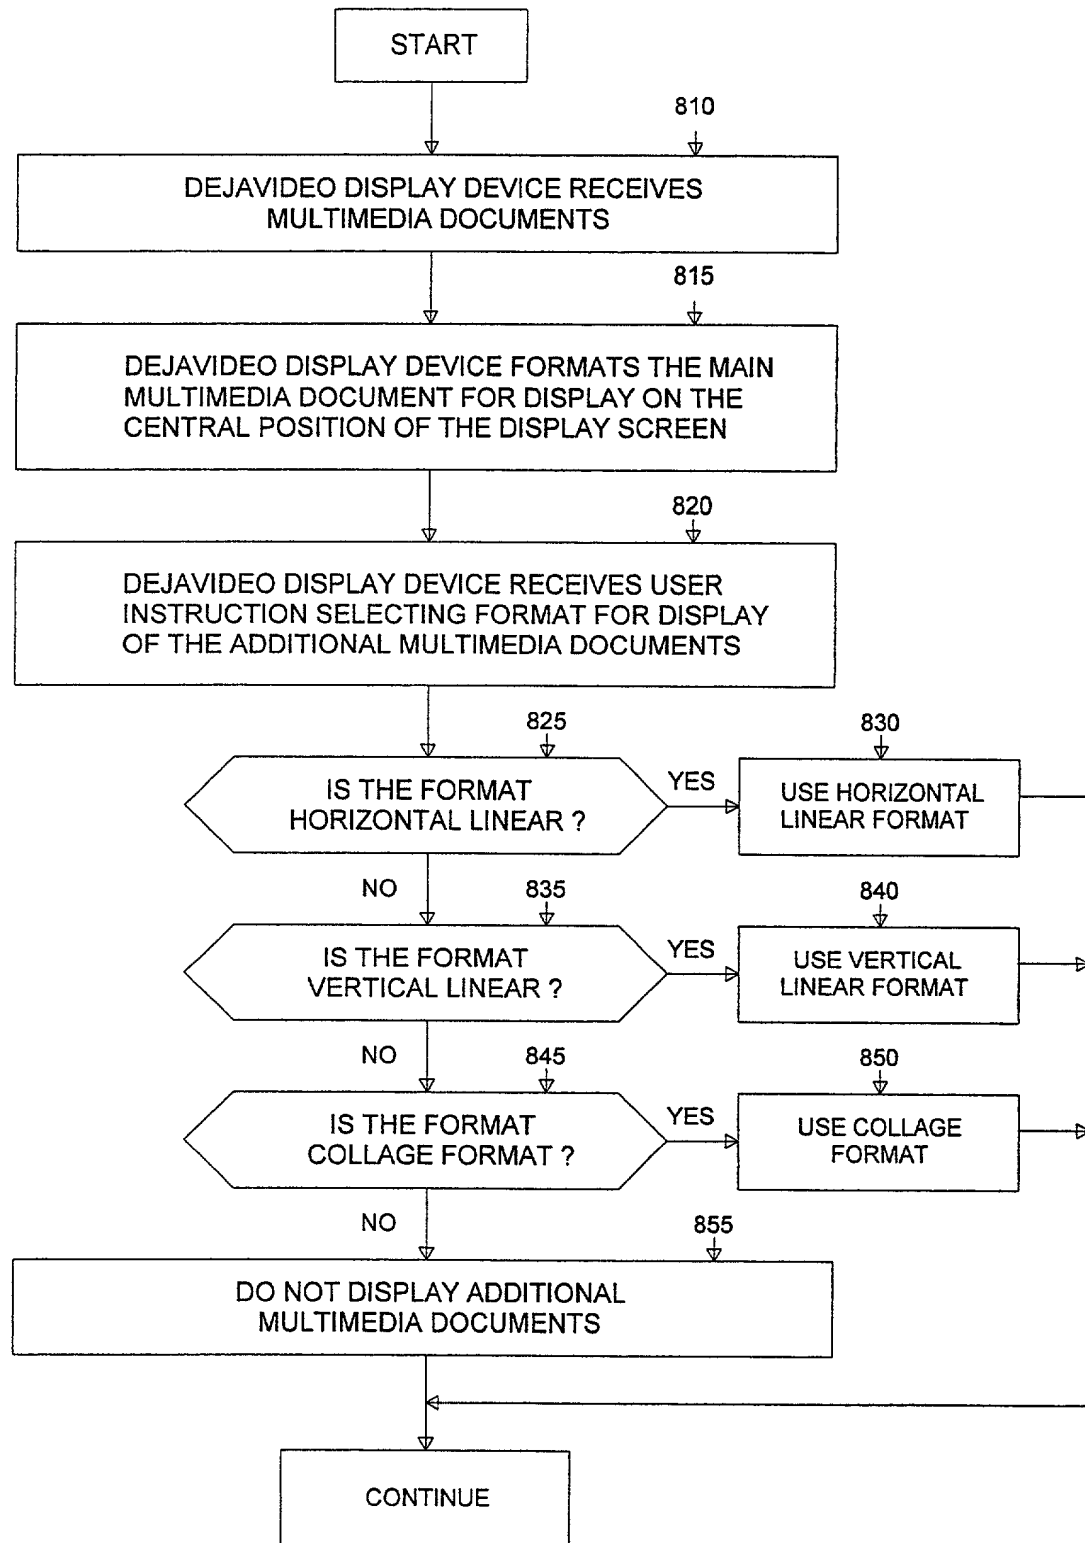 START
810
DEJAVIDEO DISPLAY DEVICE RECEIVES
MULTIMEDIA DOCUMENTS
815
DEJAVIDEO DISPLAY DEVICE FORMATS THE MAIN
MULTIMEDIA DOCUMENT FOR DISPLAY ON THE
CENTRAL POSITION OF THE DISPLAY SCREEN
820
DEJAVIDEO DISPLAY DEVICE RECEIVES USER
INSTRUCTION SELECTING FORMAT FOR DISPLAY
OF THE ADDITIONAL MULTIMEDIA DOCUMENTS
825
IS THE FORMAT
HORIZONTAL LINEAR ?
YES
830
USE HORIZONTAL
LINEAR FORMAT
NO
835
IS THE FORMAT
VERTICAL LINEAR ?
YES
840
USE VERTICAL
LINEAR FORMAT
NO
845
IS THE FORMAT
COLLAGE FORMAT ?
YES
850
USE COLLAGE
FORMAT
NO
855
DO NOT DISPLAY ADDITIONAL
MULTIMEDIA DOCUMENTS
CONTINUE